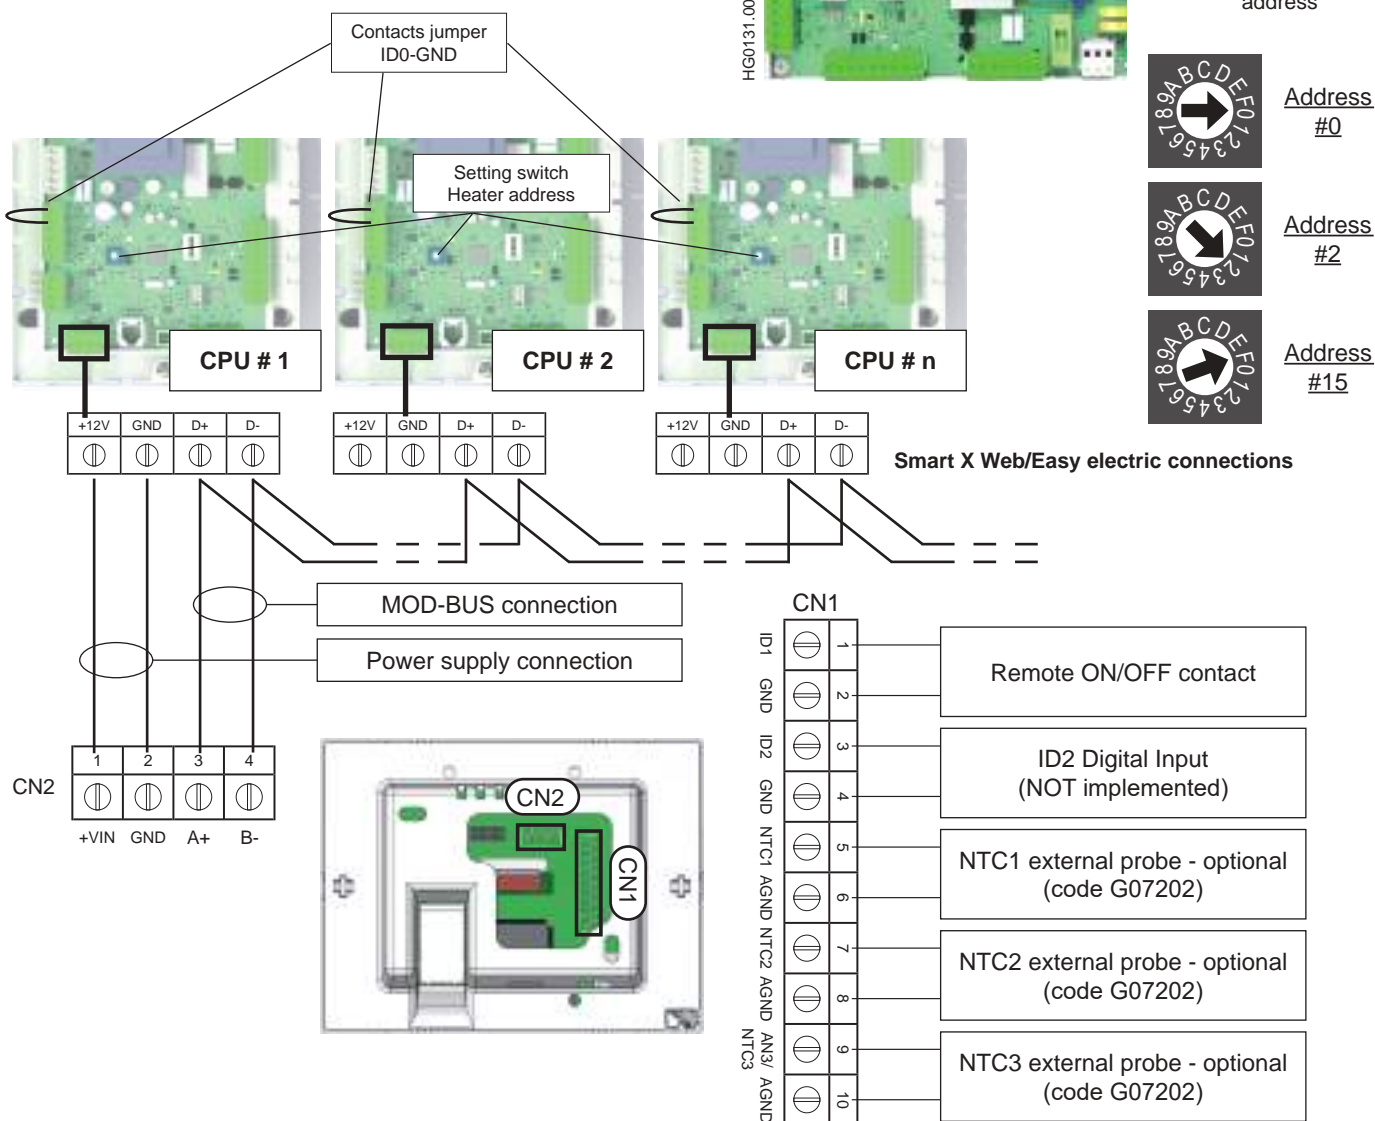 address
HG0131.00
Contacts jumper
ID0-GND
Setting switch
Heater address
9ABCDEF012345678
Address
#0
9ABCDEF012345678
Address
#2
9ABCDEF012345678
Address
#15
CPU # 1
CPU # 2
CPU # n
+12V GND D+ D-
+12V GND D+ D-
+12V GND D+ D-
Smart X Web/Easy electric connections
MOD-BUS connection
Power supply connection
CN2
1 2 3 4
+VIN GND A+ B-
CN2
CN1
CN1
ID1 1
GND 2
Remote ON/OFF contact
ID2 3
GND 4
ID2 Digital Input
(NOT implemented)
NTC1 5
AGND 6
NTC1 external probe - optional
(code G07202)
NTC2 7
AGND 8
NTC2 external probe - optional
(code G07202)
AN3/
NTC3 9
AGND 10
NTC3 external probe - optional
(code G07202)